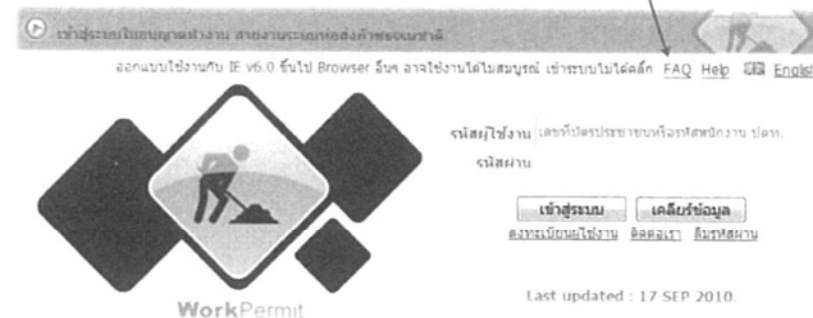 เข้าสู่ระบบใบอนุญาตทำงาน สายงานระบบท่อส่งก๊าซธรรมชาติ
ออกแบบใช้งานกับ IE v6.0 ขึ้นไป Browser อื่นๆ อาจใช้งานได้ไม่สมบูรณ์ เข้าระบบไม่ได้คลิ๊ก FAQ Help English
รหัสผู้ใช้งาน เลขที่บัตรประชาชนหรือรหัสพนักงาน ปตท.
รหัสผ่าน
เข้าสู่ระบบ เคลียร์ข้อมูล
ลงทะเบียนผู้ใช้งาน ติดต่อเรา ลืมรหัสผ่าน
WorkPermit
Last updated : 17 SEP 2010.